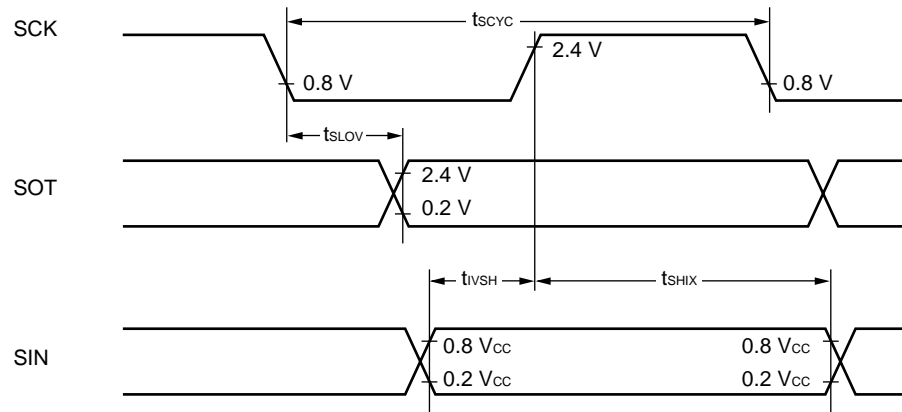 tSCYC
SCK
2.4 V
0.8 V
0.8 V
tSLOV
SOT
2.4 V
0.2 V
tIVSH
tSHIX
SIN
0.8 VCC
0.8 VCC
0.2 VCC
0.2 VCC